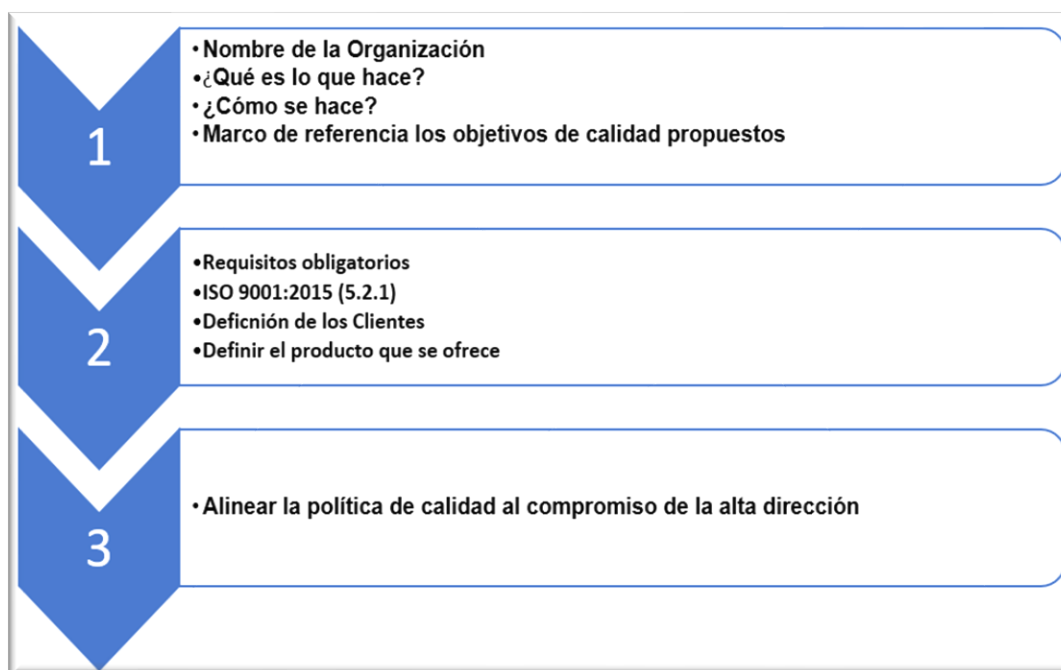 1
• Nombre de la Organización
•¿Qué es lo que hace?
• ¿Cómo se hace?
• Marco de referencia los objetivos de calidad propuestos
2
•Requisitos obligatorios
•ISO 9001:2015 (5.2.1)
•Deficnión de los Clientes
•Definir el producto que se ofrece
3
• Alinear la política de calidad al compromiso de la alta dirección